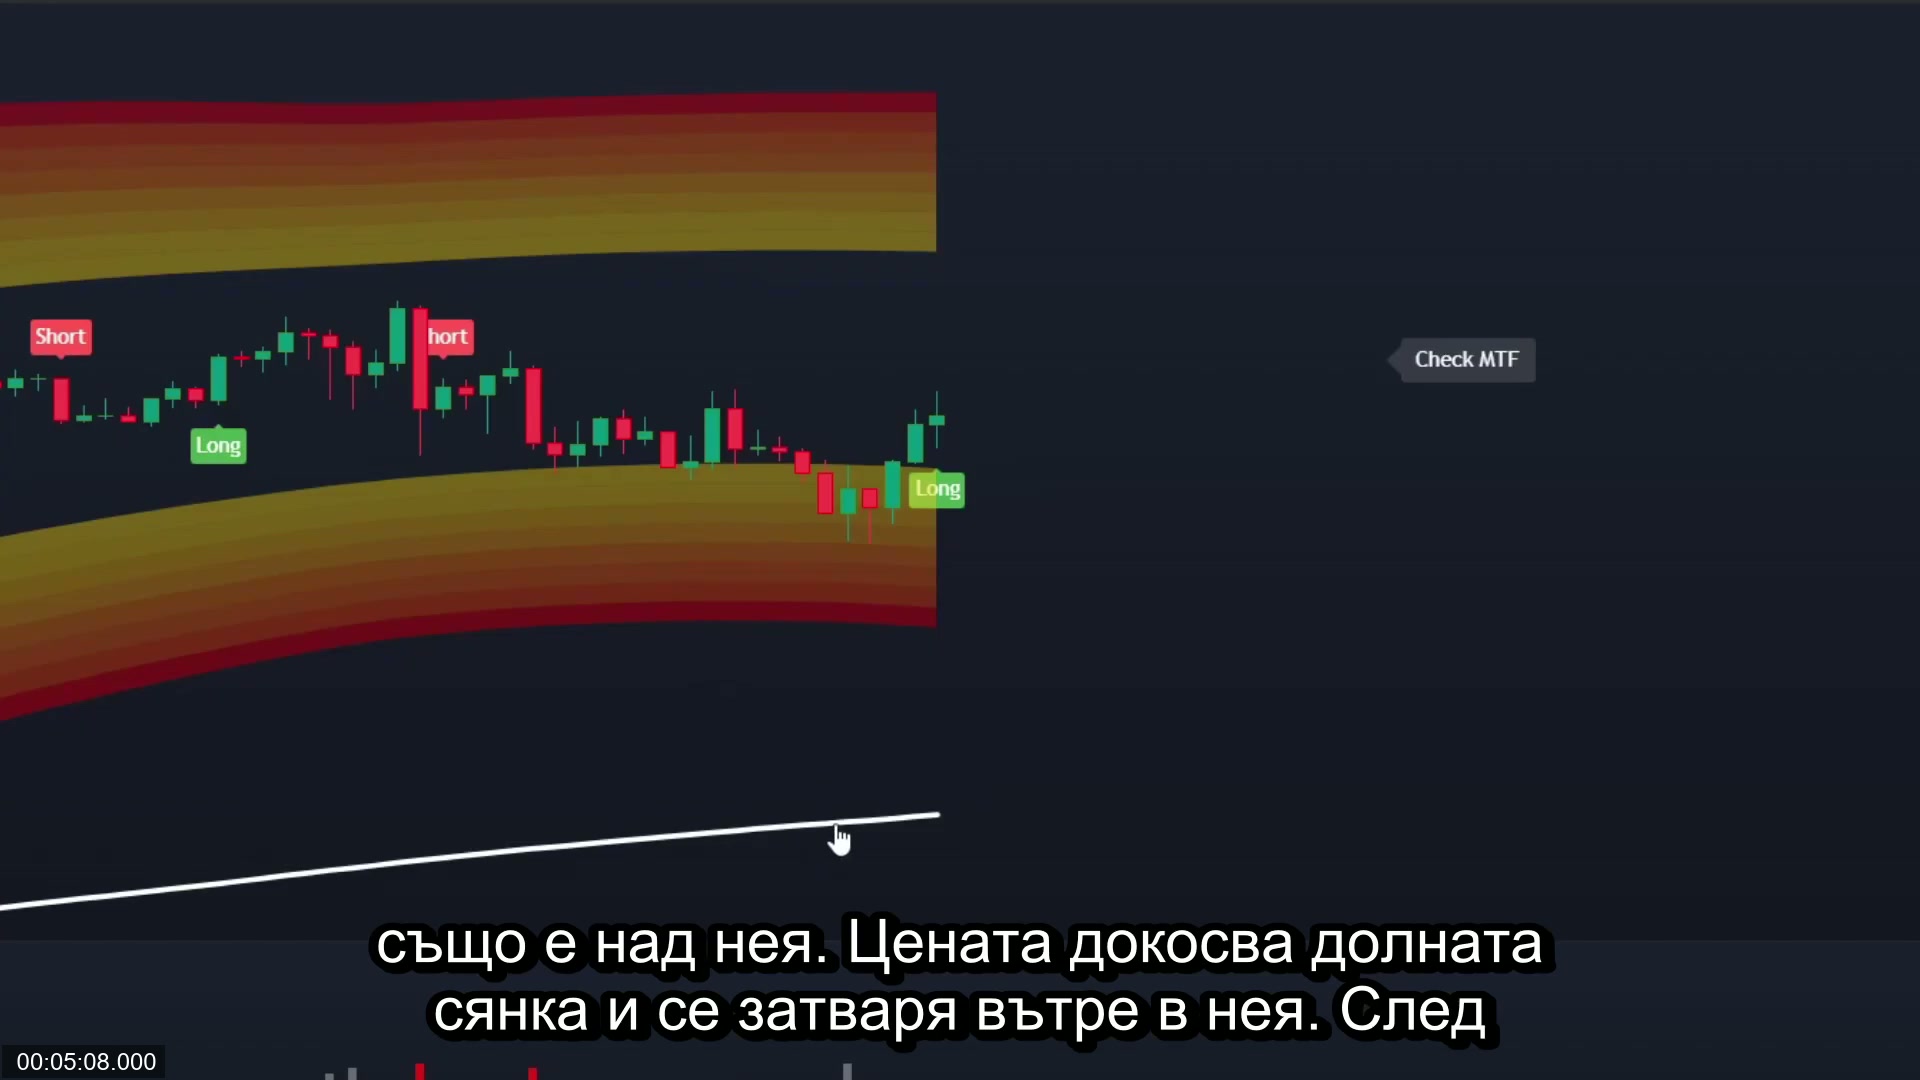 Short
hort
Check MTF
Long
Long
също е над нея. Цената докосва долната
сянка и се затваря вътре в нея. След
00:05:08.000